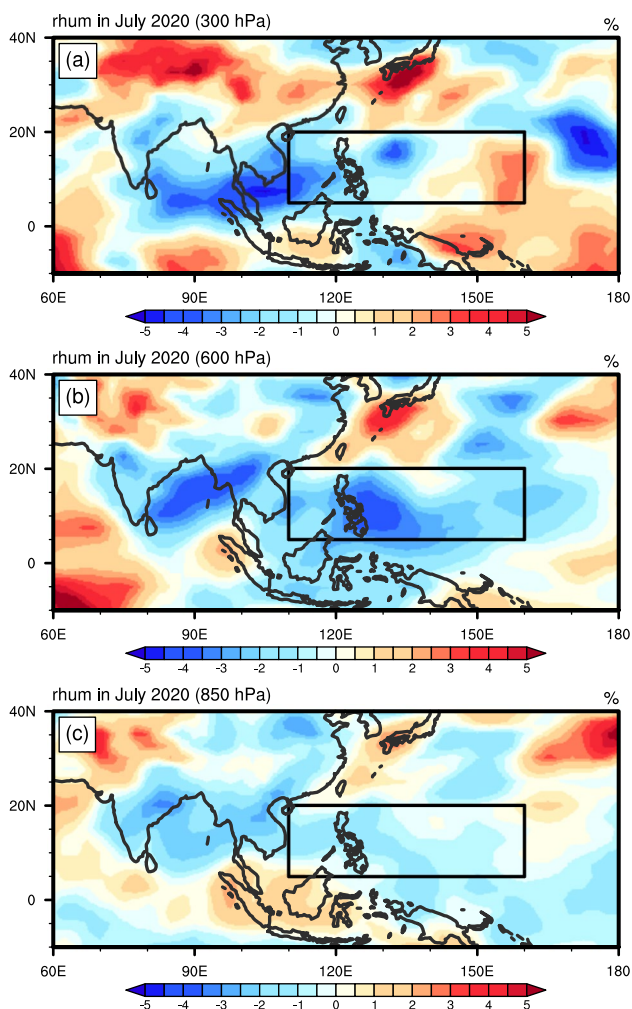 rhum in July 2020 (300 hPa) %
40N
(a)
20N
0
60E 90E 120E 150E 180
-5 -4 -3 -2 -1 0 1 2 3 4 5
rhum in July 2020 (600 hPa) %
40N
(b)
20N
0
60E 90E 120E 150E 180
-5 -4 -3 -2 -1 0 1 2 3 4 5
rhum in July 2020 (850 hPa) %
40N
(c)
20N
0
60E 90E 120E 150E 180
-5 -4 -3 -2 -1 0 1 2 3 4 5